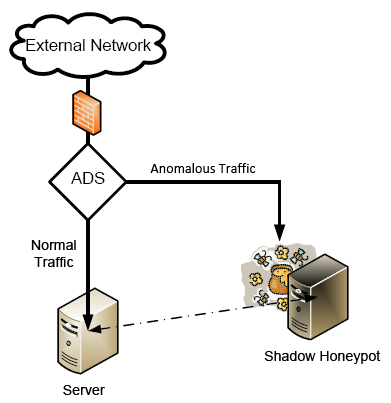 External Network
ADS
Anomalous Traffic
Normal
Traffic
Shadow Honeypot
Server